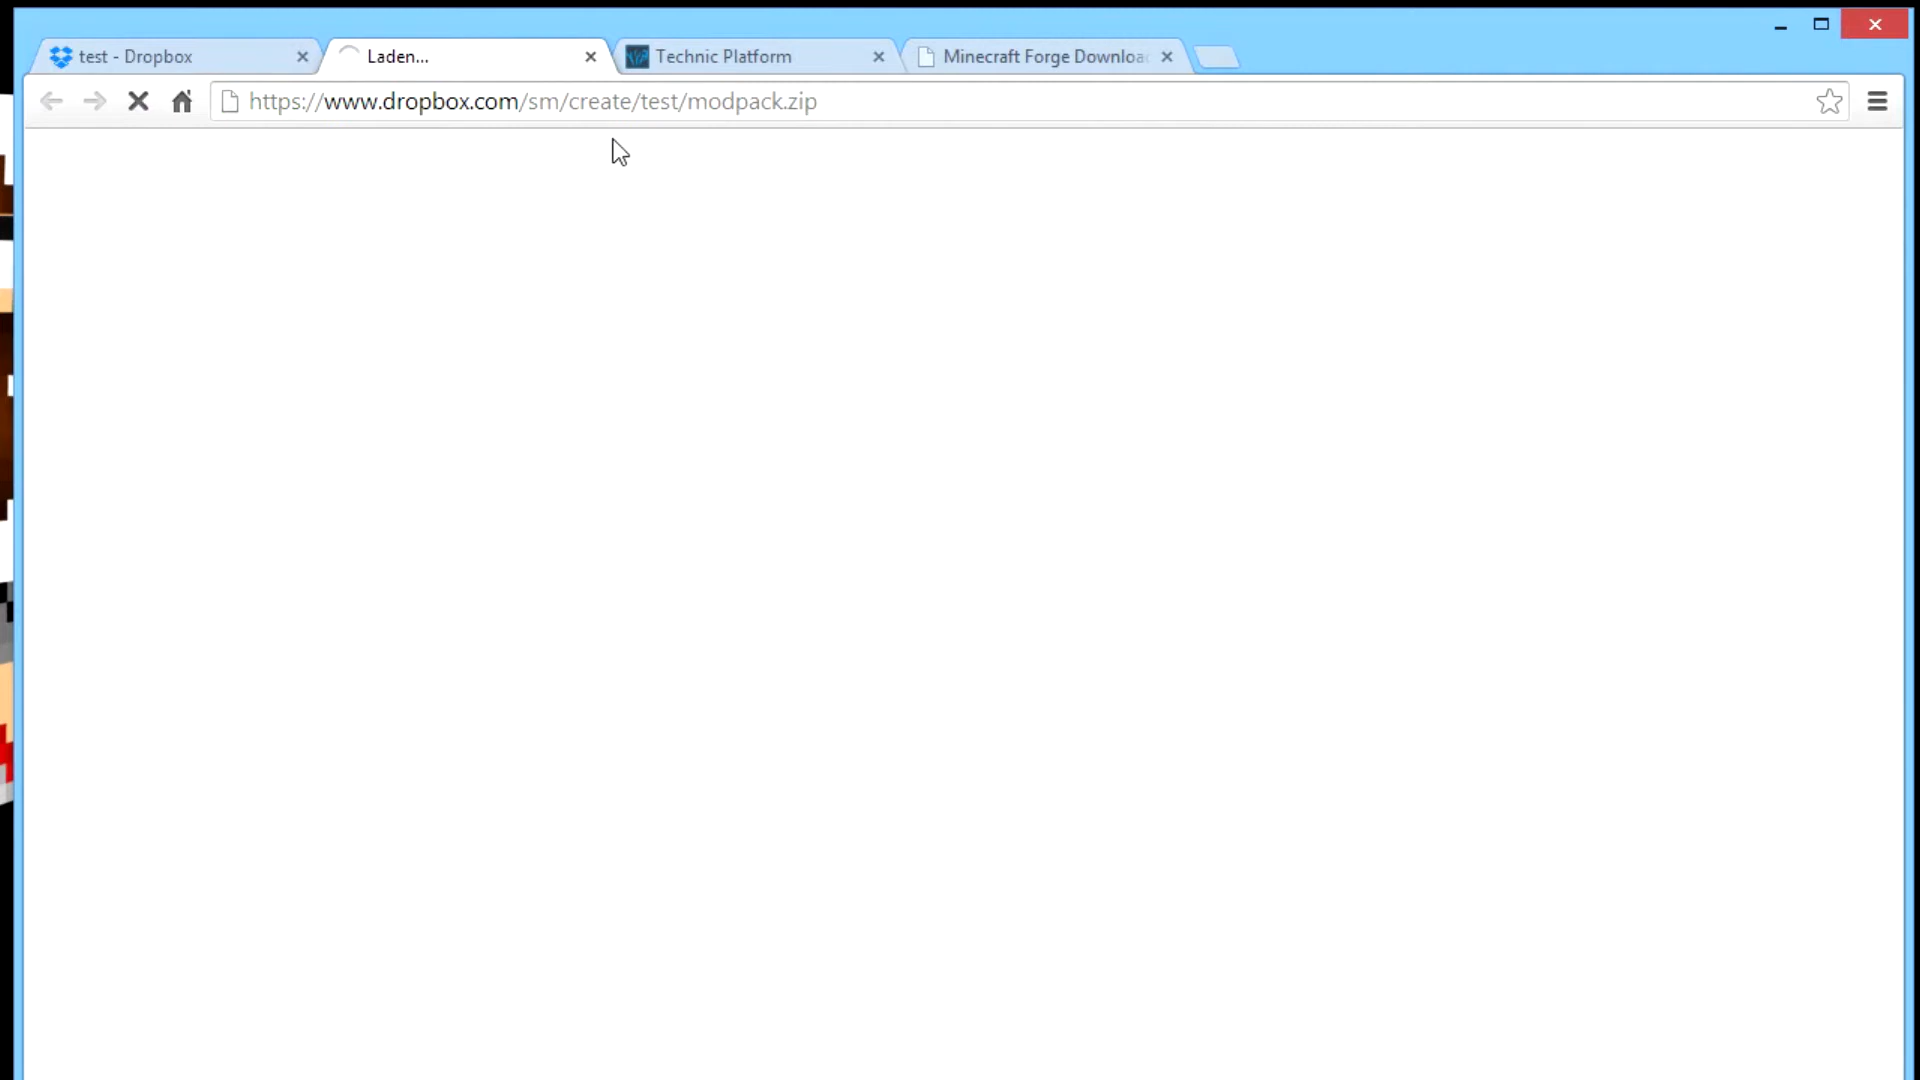 test - Dropbox
Laden...
Technic Platform
Minecraft Forge Downloa
https://www.dropbox.com/sm/create/test/modpack.zip